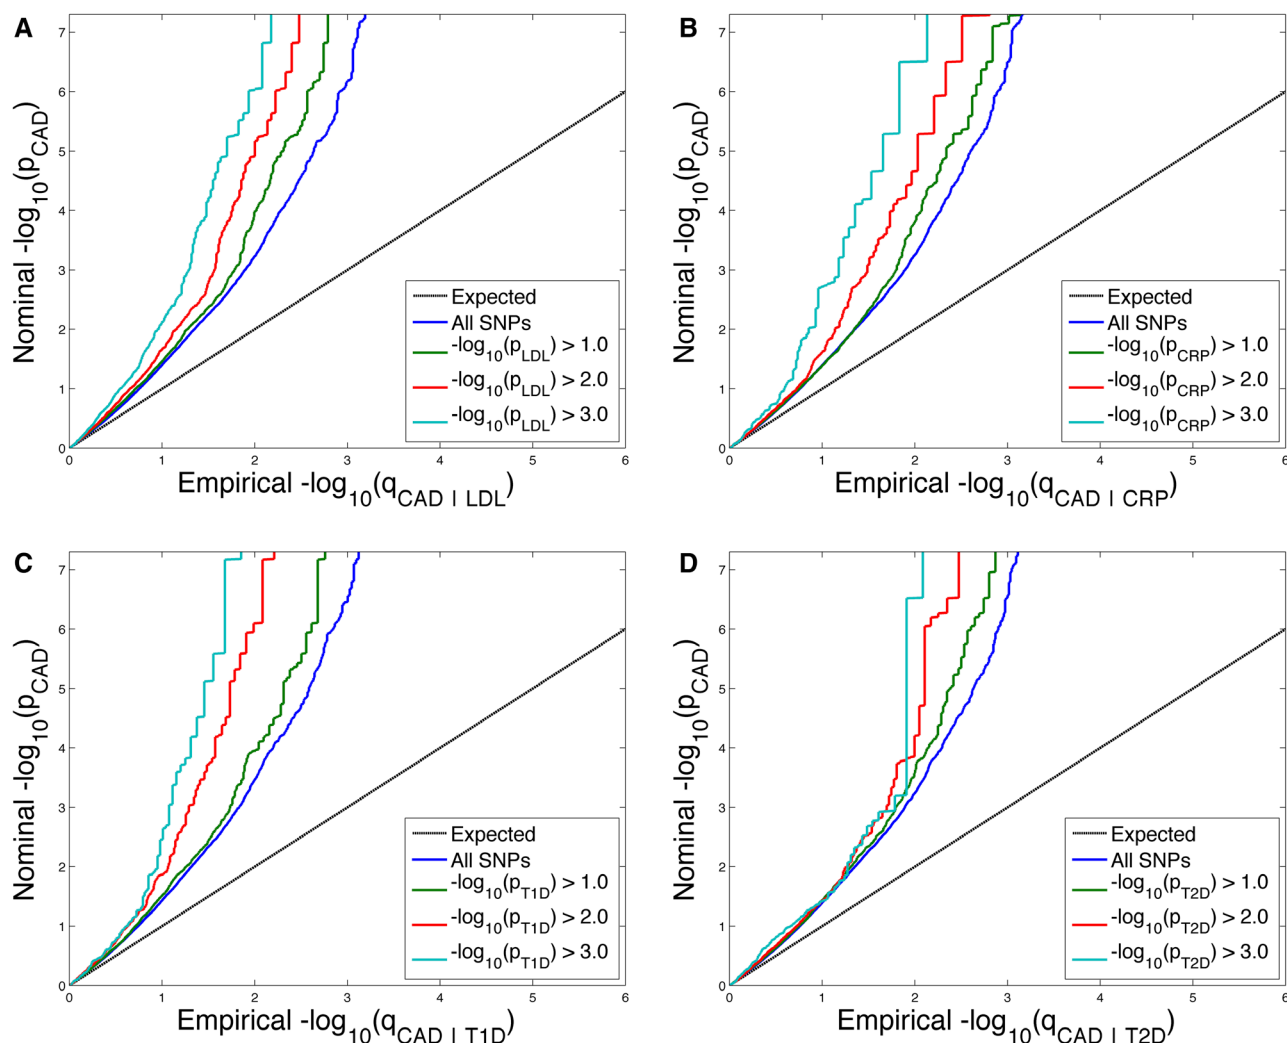 A
Nominal -log10(pCAD)
7
6
5
4
3
2
1
0
Expected
All SNPs
-log10(pLDL) > 1.0
-log10(pLDL) > 2.0
-log10(pLDL) > 3.0
0 1 2 3 4 5 6
Empirical -log10(qCAD | LDL)
B
Nominal -log10(pCAD)
7
6
5
4
3
2
1
0
Expected
All SNPs
-log10(pCRP) > 1.0
-log10(pCRP) > 2.0
-log10(pCRP) > 3.0
0 1 2 3 4 5 6
Empirical -log10(qCAD | CRP)
C
Nominal -log10(pCAD)
7
6
5
4
3
2
1
0
Expected
All SNPs
-log10(pT1D) > 1.0
-log10(pT1D) > 2.0
-log10(pT1D) > 3.0
0 1 2 3 4 5 6
Empirical -log10(qCAD | T1D)
D
Nominal -log10(pCAD)
7
6
5
4
3
2
1
0
Expected
All SNPs
-log10(pT2D) > 1.0
-log10(pT2D) > 2.0
-log10(pT2D) > 3.0
0 1 2 3 4 5 6
Empirical -log10(qCAD | T2D)